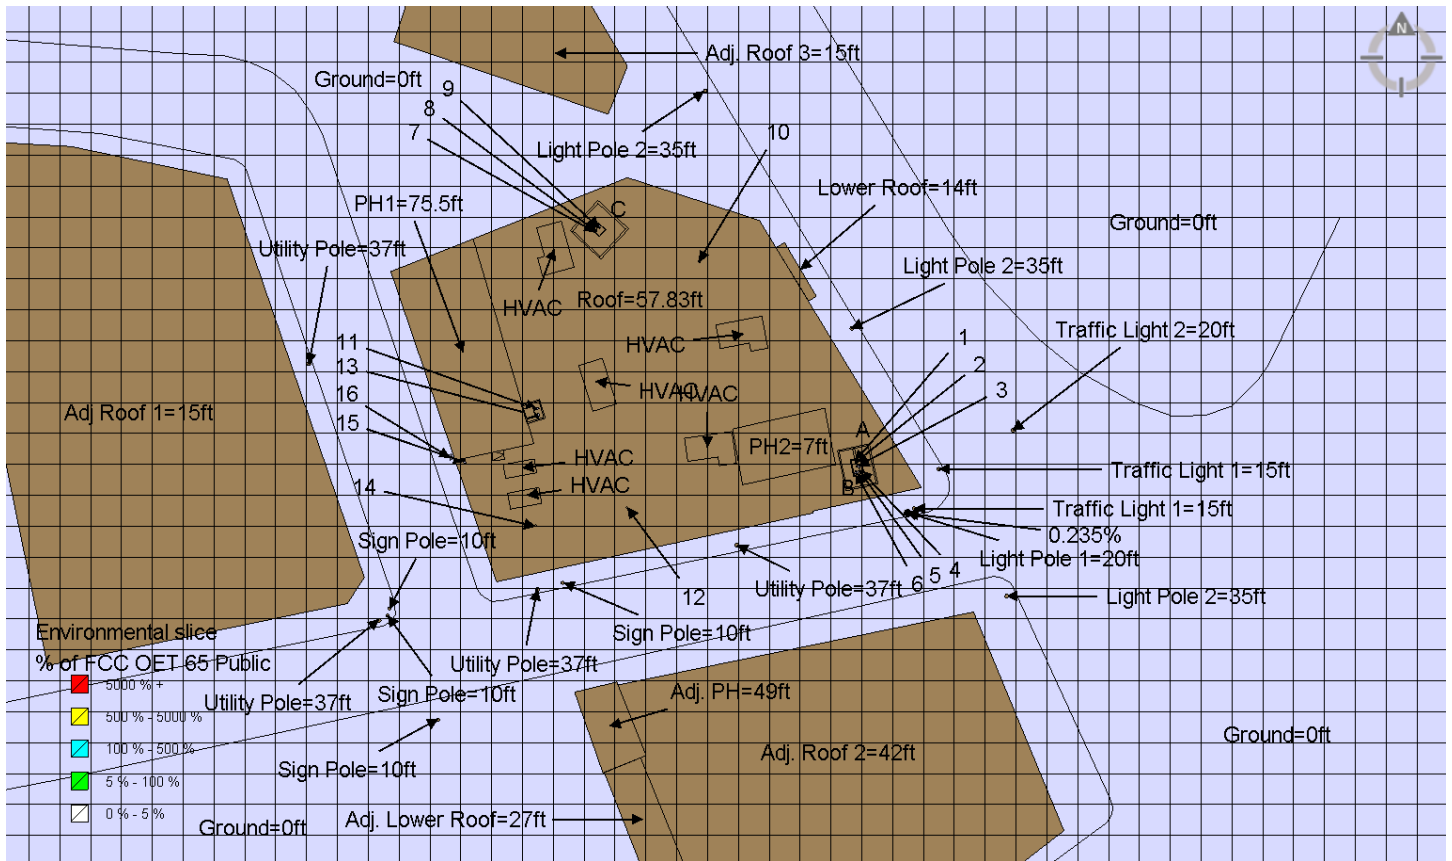 N
Adj. Roof 3=15ft
Ground=0ft
9
8
7
10
Light Pole 2=35ft
Lower Roof=14ft
PH1=75.5ft
C
Ground=0ft
Utility Pole=37ft
Light Pole 2=35ft
HVAC
Roof=57.83ft
Traffic Light 2=20ft
1
11
HVAC
2
13
HVAC
HVAC
3
16
Adj Roof 1=15ft
15
A
PH2=7ft
HVAC
Traffic Light 1=15ft
14
HVAC
B
Traffic Light 1=15ft
0.235%
Sign Pole=10ft
Light Pole 1=20ft
6
5
4
Utility Pole=37ft
12
Light Pole 2=35ft
Sign Pole=10ft
Environmental slice
% of FCC OET 65 Public
Utility Pole=37ft
5000 % +
Sign Pole=10ft
Adj. PH=49ft
Utility Pole=37ft
500 % - 5000 %
Ground=0ft
100 % - 500 %
Adj. Roof 2=42ft
Sign Pole=10ft
5 % - 100 %
0 % - 5 %
Ground=0ft
Adj. Lower Roof=27ft